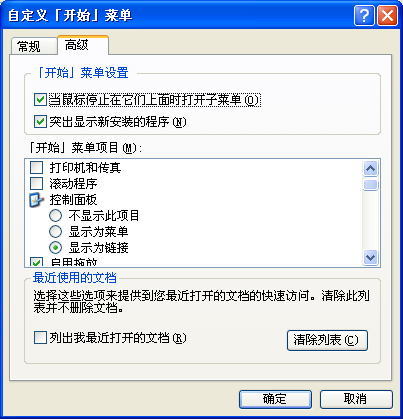 自定义「开始」菜单
常规
高级
「开始」菜单设置
当鼠标停止在它们上面时打开子菜单(O)
突出显示新安装的程序(N)
「开始」菜单项目(M):
打印机和传真
滚动程序
控制面板
不显示此项目
显示为菜单
显示为链接
启用拖放
最近使用的文档
选择这些选项来提供到您最近打开的文档的快速访问。清除此列
表并不删除文档。
列出我最近打开的文档(R)
清除列表(C)
确定
取消